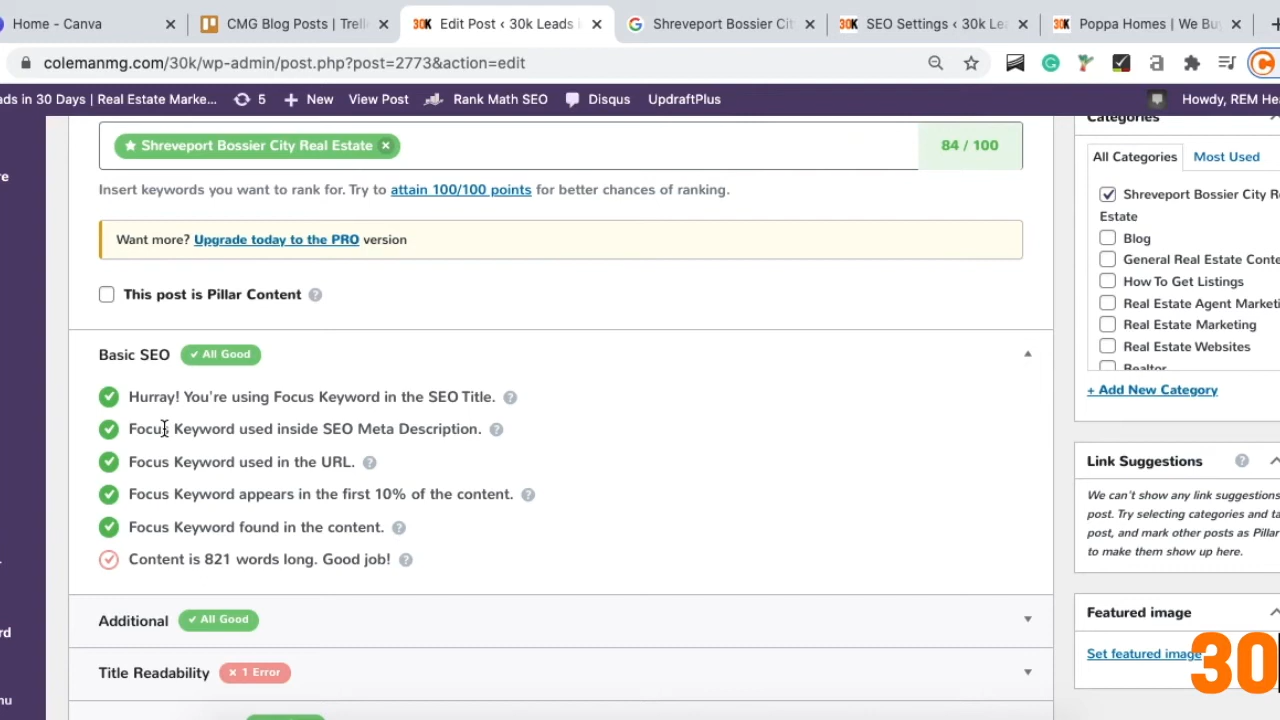 Home - Canva
CMG Blog Posts | Trell
30K Edit Post ‹ 30k Leads i
Shreveport Bossier Cit
30K SEO Settings ‹ 30k Lea
30K Poppa Homes | We Bu
colemanmg.com/30k/wp-admin/post.php?post=2773&action=edit
ads in 30 Days | Real Estate Marke... 5 New View Post Rank Math SEO Disqus UpdraftPlus Howdy, REM He
Shreveport Bossier City Real Estate
84 / 100
Insert keywords you want to rank for. Try to attain 100/100 points for better chances of ranking.
Want more? Upgrade today to the PRO version
This post is Pillar Content
Basic SEO All Good
Hurray! You're using Focus Keyword in the SEO Title.
Focus Keyword used inside SEO Meta Description.
Focus Keyword used in the URL.
Focus Keyword appears in the first 10% of the content.
Focus Keyword found in the content.
Content is 821 words long. Good job!
Additional All Good
Title Readability 1 Error
Categories
All Categories Most Used
Shreveport Bossier City R
Estate
Blog
General Real Estate Conte
How To Get Listings
Real Estate Agent Marketi
Real Estate Marketing
Real Estate Websites
Realtor
+ Add New Category
Link Suggestions
We can't show any link suggestions
post. Try selecting categories and ta
post, and mark other posts as Pillar
to make them show up here.
Featured image
Set featured image
30
re
rd
nu